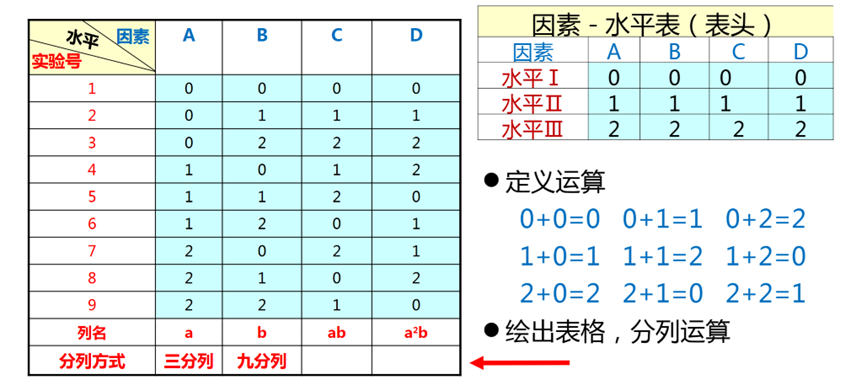 水平 因素 A B C D
实验号
1 0 0 0 0
2 0 1 1 1
3 0 2 2 2
4 1 0 1 2
5 1 1 2 0
6 1 2 0 1
7 2 0 2 1
8 2 1 0 2
9 2 2 1 0
列名 a b ab a²b
分列方式 三分列 九分列
因素-水平表(表头)
因素 A B C D
水平Ⅰ 0 0 0 0
水平Ⅱ 1 1 1 1
水平Ⅲ 2 2 2 2
●定义运算
0+0=0 0+1=1 0+2=2
1+0=1 1+1=2 1+2=0
2+0=2 2+1=0 2+2=1
●绘出表格,分列运算